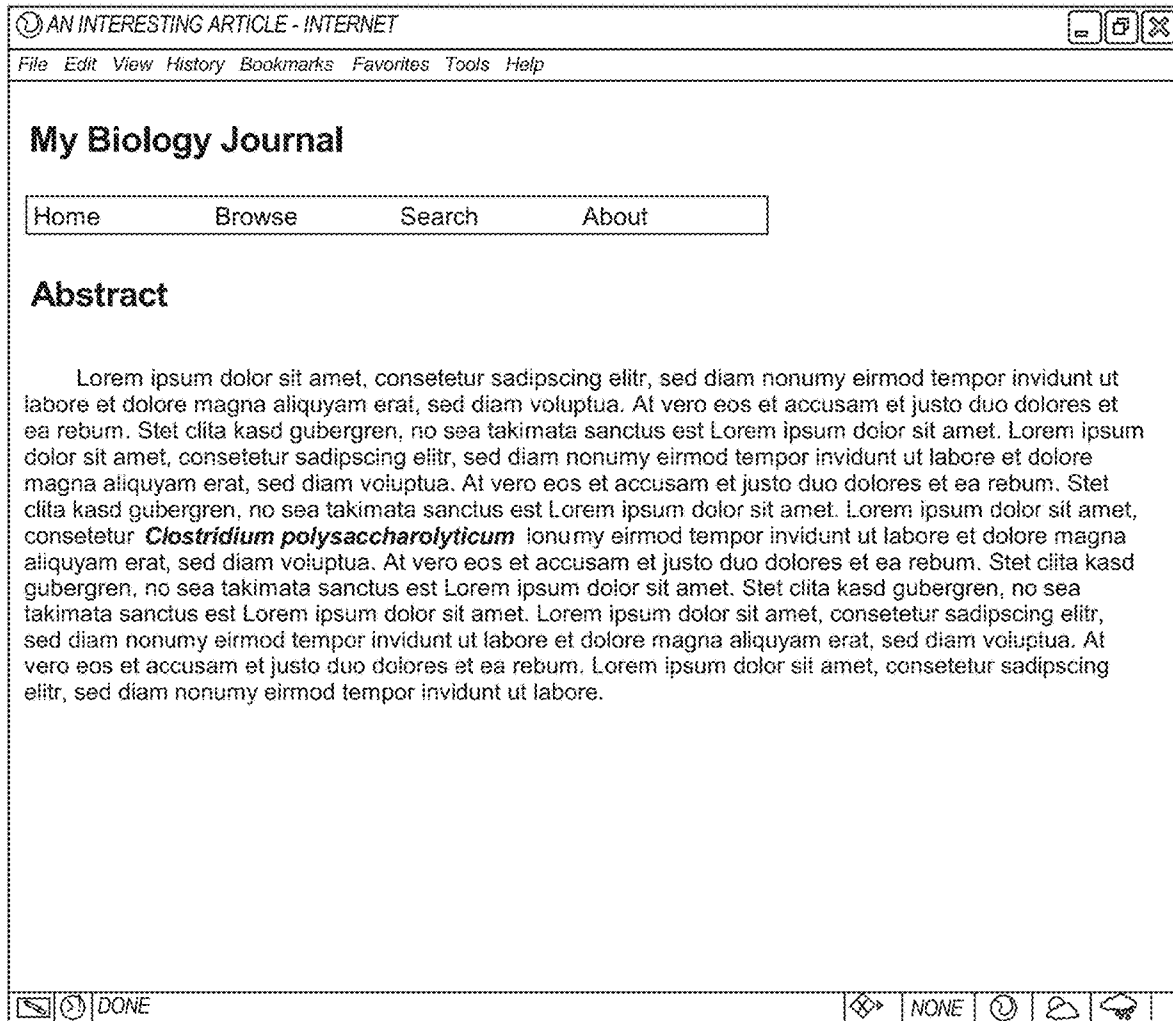 AN INTERESTING ARTICLE - INTERNET
File Edit View History Bookmarks Favorites Tools Help
My Biology Journal
Home Browse Search About
Abstract
Lorem ipsum dolor sit amet, consetetur sadipscing elitr, sed diam nonumy eirmod tempor invidunt ut
labore et dolore magna aliquyam erat, sed diam voluptua. At vero eos et accusam et justo duo dolores et
ea rebum. Stet clita kasd gubergren, no sea takimata sanctus est Lorem ipsum dolor sit amet. Lorem ipsum
dolor sit amet, consetetur sadipscing elitr, sed diam nonumy eirmod tempor invidunt ut labore et dolore
magna aliquyam erat, sed diam voluptua. At vero eos et accusam et justo duo dolores et ea rebum. Stet
clita kasd gubergren, no sea takimata sanctus est Lorem ipsum dolor sit amet. Lorem ipsum dolor sit amet,
consetetur Clostridium polysaccharolyticum lonumy eirmod tempor invidunt ut labore et dolore magna
aliquyam erat, sed diam voluptua. At vero eos et accusam et justo duo dolores et ea rebum. Stet clita kasd
gubergren, no sea takimata sanctus est Lorem ipsum dolor sit amet. Stet clita kasd gubergren, no sea
takimata sanctus est Lorem ipsum dolor sit amet. Lorem ipsum dolor sit amet, consetetur sadipscing elitr,
sed diam nonumy eirmod tempor invidunt ut labore et dolore magna aliquyam erat, sed diam voluptua. At
vero eos et accusam et justo duo dolores et ea rebum. Lorem ipsum dolor sit amet, consetetur sadipscing
elitr, sed diam nonumy eirmod tempor invidunt ut labore.
DONE NONE